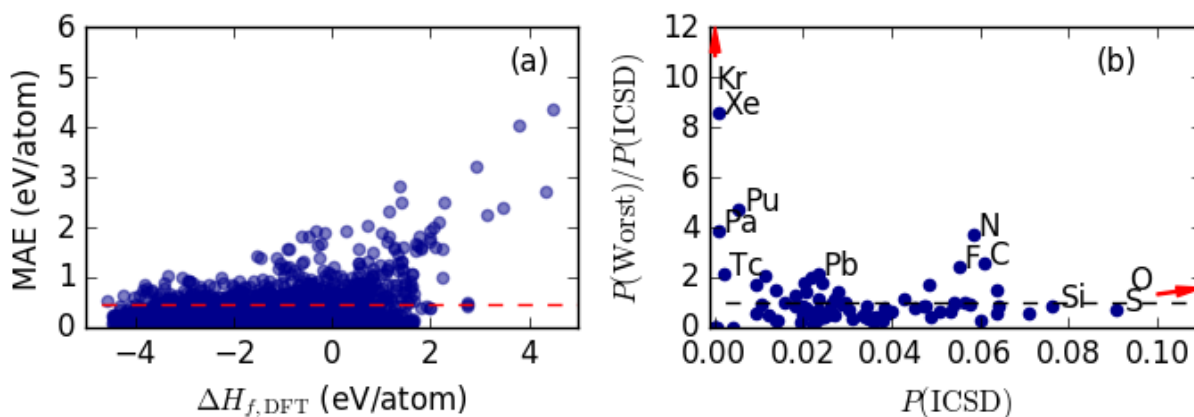 6
5
4
3
2
1
0
MAE (eV/atom)
(a)
−4
−2
0
2
4
ΔH_{f,DFT} (eV/atom)
12
10
8
6
4
2
0
P(Worst)/P(ICSD)
(b)
Kr
Xe
Pu
Pa
Tc
Pb
N
F
C
O
Si
S
0.00
0.02
0.04
0.06
0.08
0.10
P(ICSD)